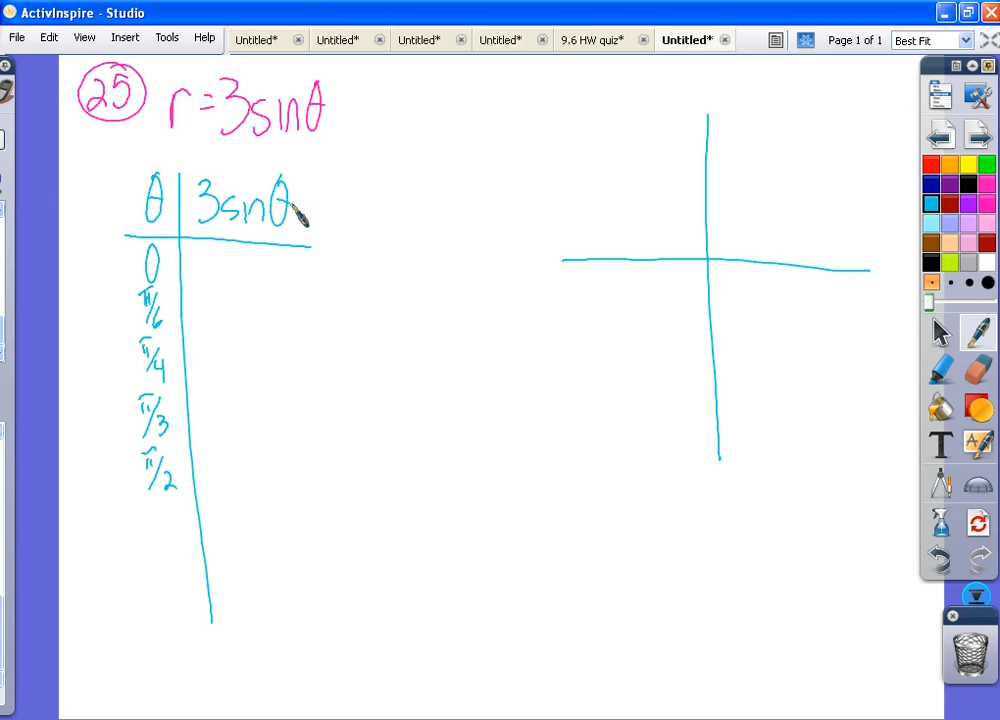 ActivInspire - Studio
File Edit View Insert Tools Help
Untitled* Untitled* Untitled* Untitled* 9.6 HW quiz* Untitled* Page 1 of 1 Best Fit
25 r=3sinθ
θ 3sinθ
0
π/6
π/4
π/3
π/2
T
A